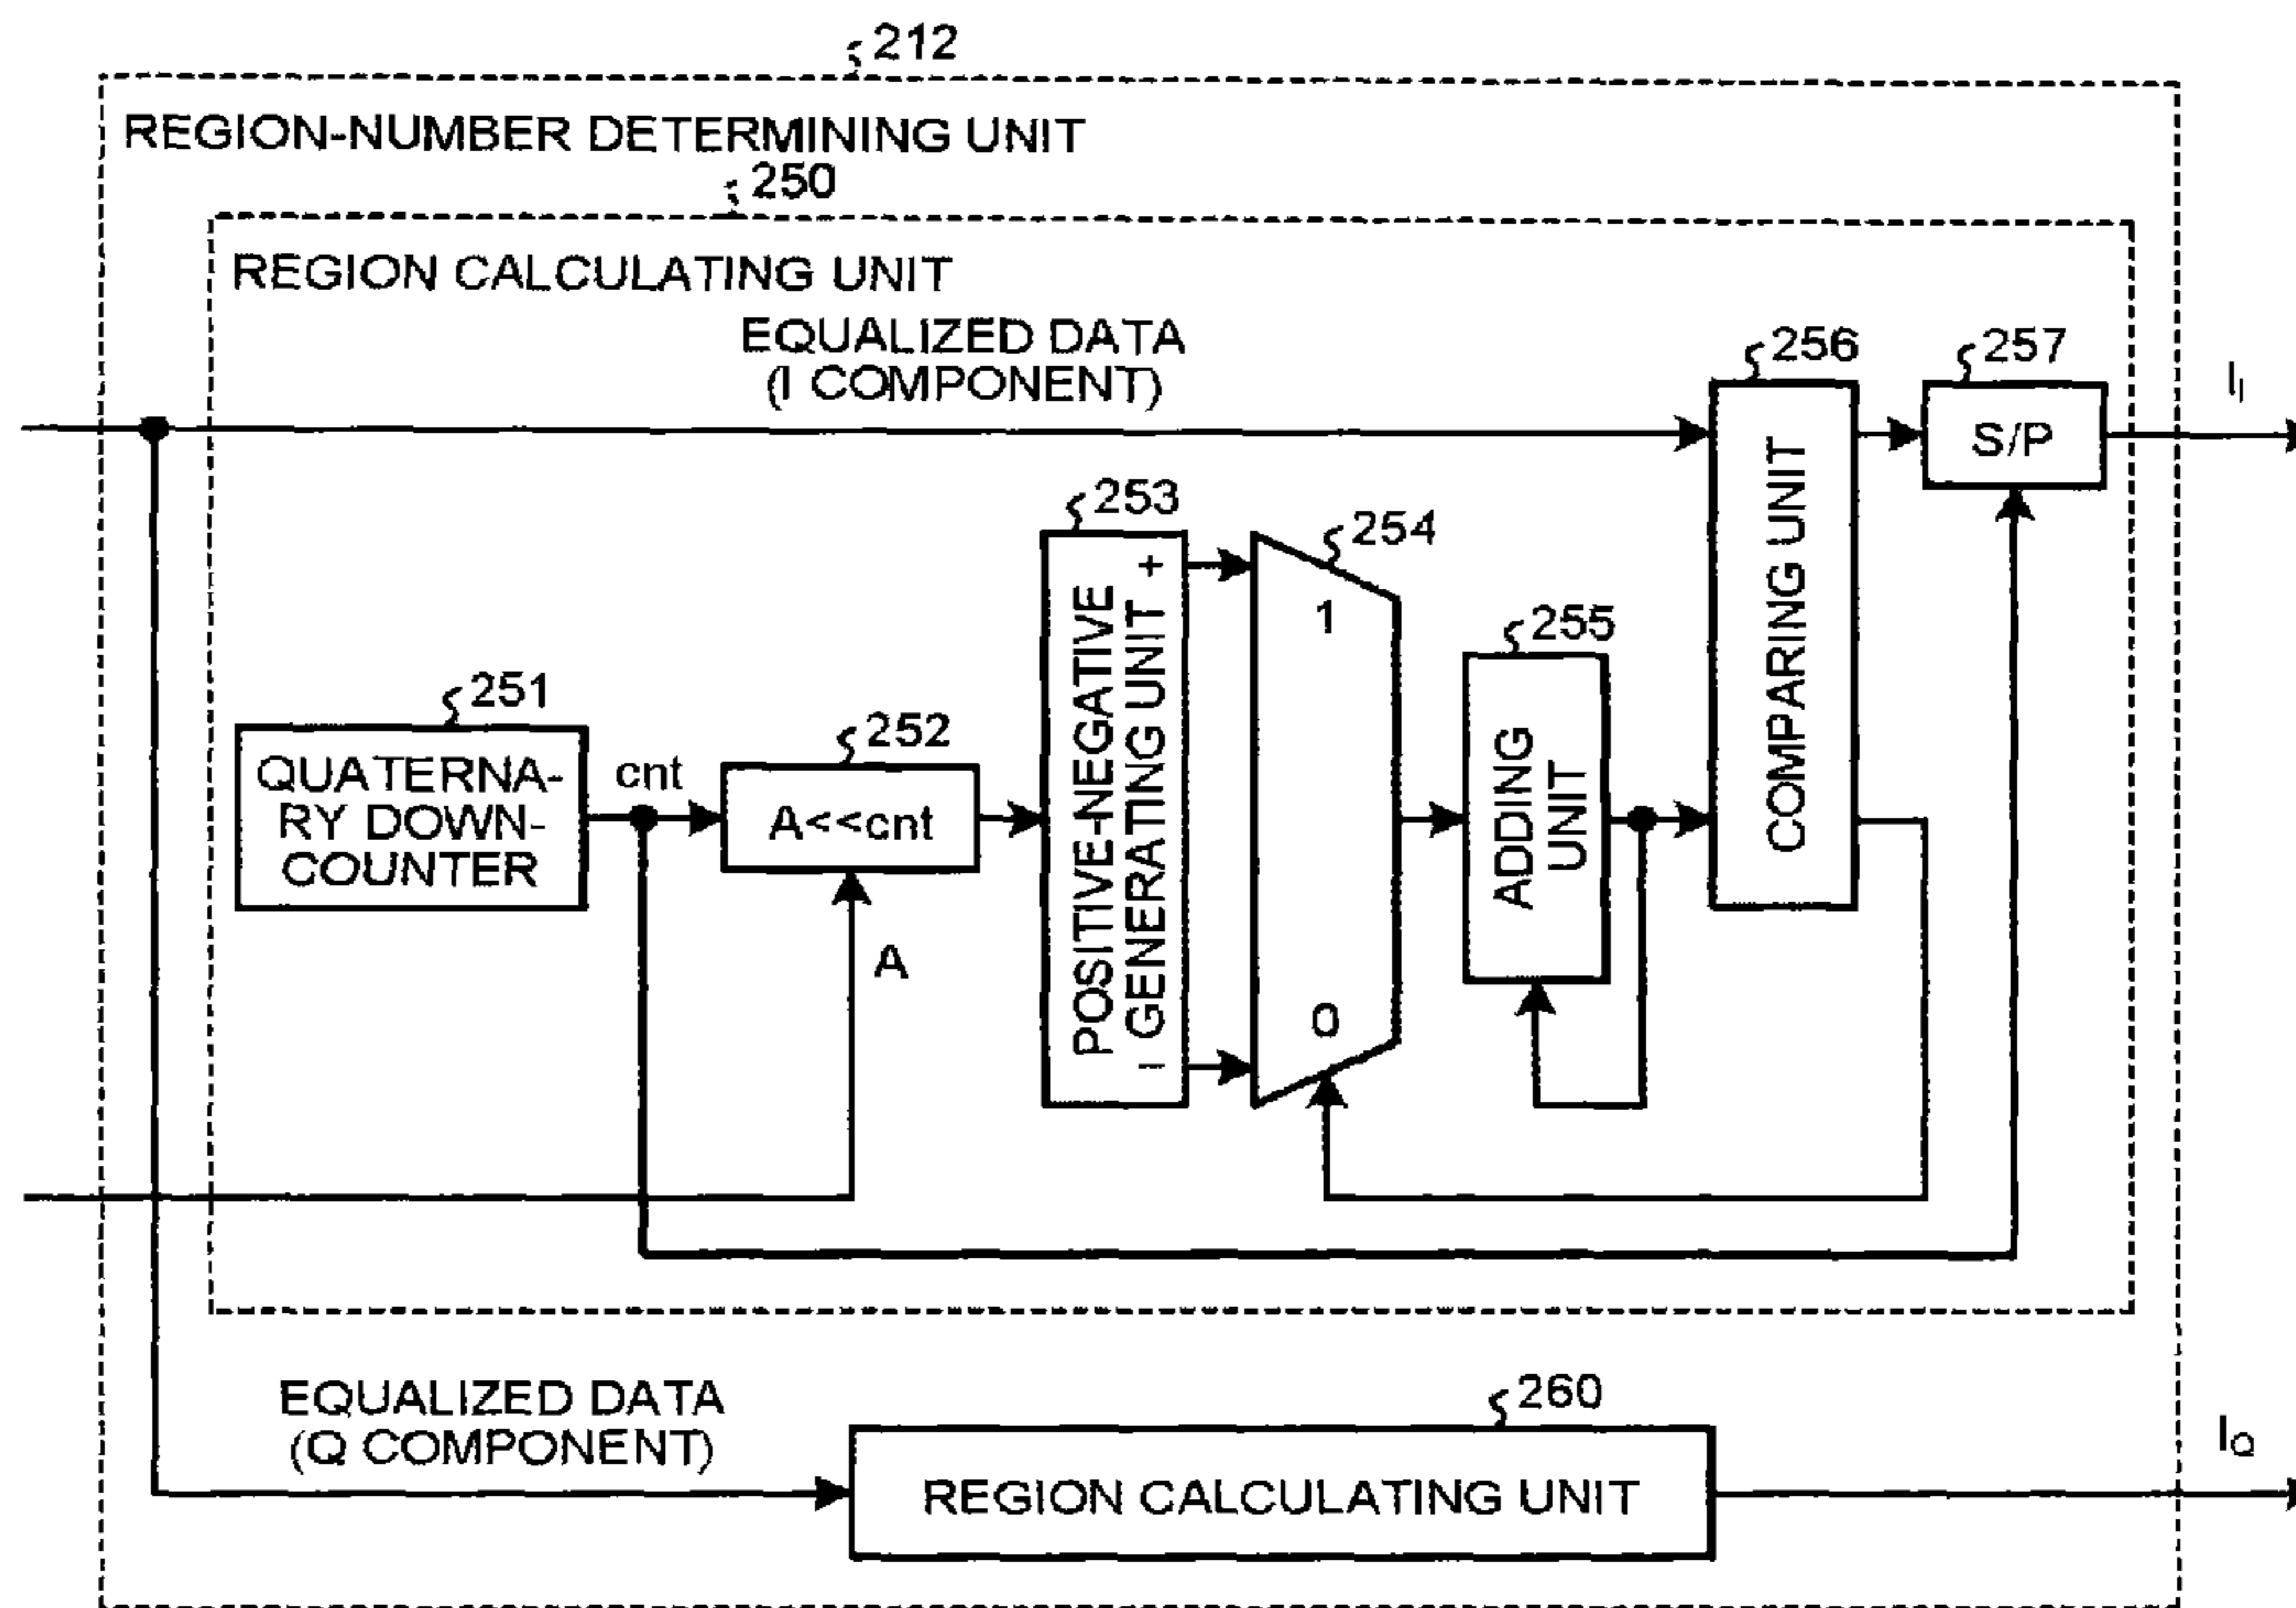 212
REGION-NUMBER DETERMINING UNIT
250
REGION CALCULATING UNIT
EQUALIZED DATA
(I COMPONENT)
256
257
I_I
S/P
COMPARING UNIT
253
POSITIVE-NEGATIVE
GENERATING UNIT
+
–
254
1
0
255
ADDING
UNIT
251
QUATERNA-
RY DOWN-
COUNTER
cnt
252
A<<cnt
A
EQUALIZED DATA
(Q COMPONENT)
260
REGION CALCULATING UNIT
I_Q